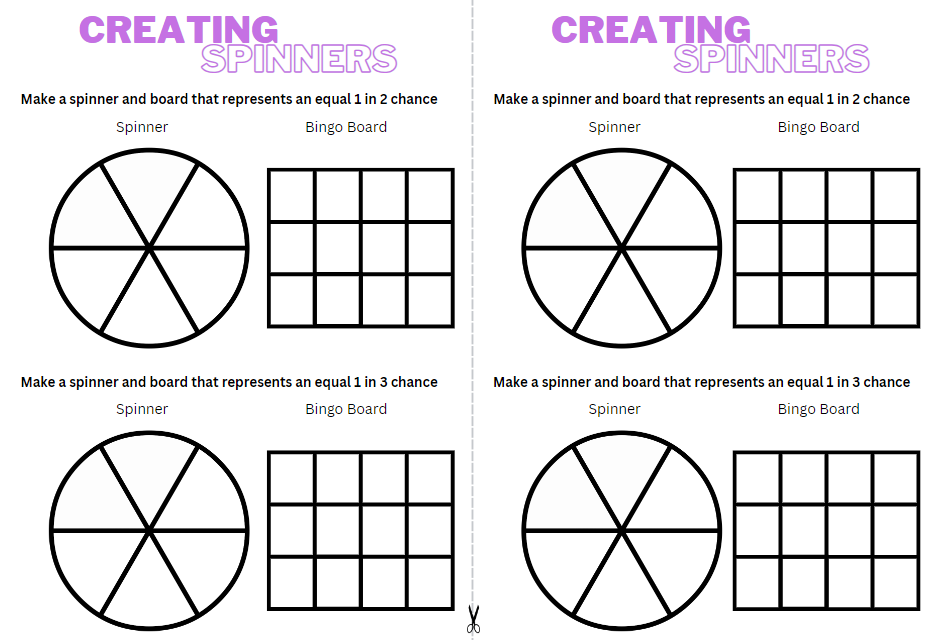 CREATING
SPINNERS
Make a spinner and board that represents an equal 1 in 2 chance
Spinner
Bingo Board
Make a spinner and board that represents an equal 1 in 3 chance
Spinner
Bingo Board
CREATING
SPINNERS
Make a spinner and board that represents an equal 1 in 2 chance
Spinner
Bingo Board
Make a spinner and board that represents an equal 1 in 3 chance
Spinner
Bingo Board